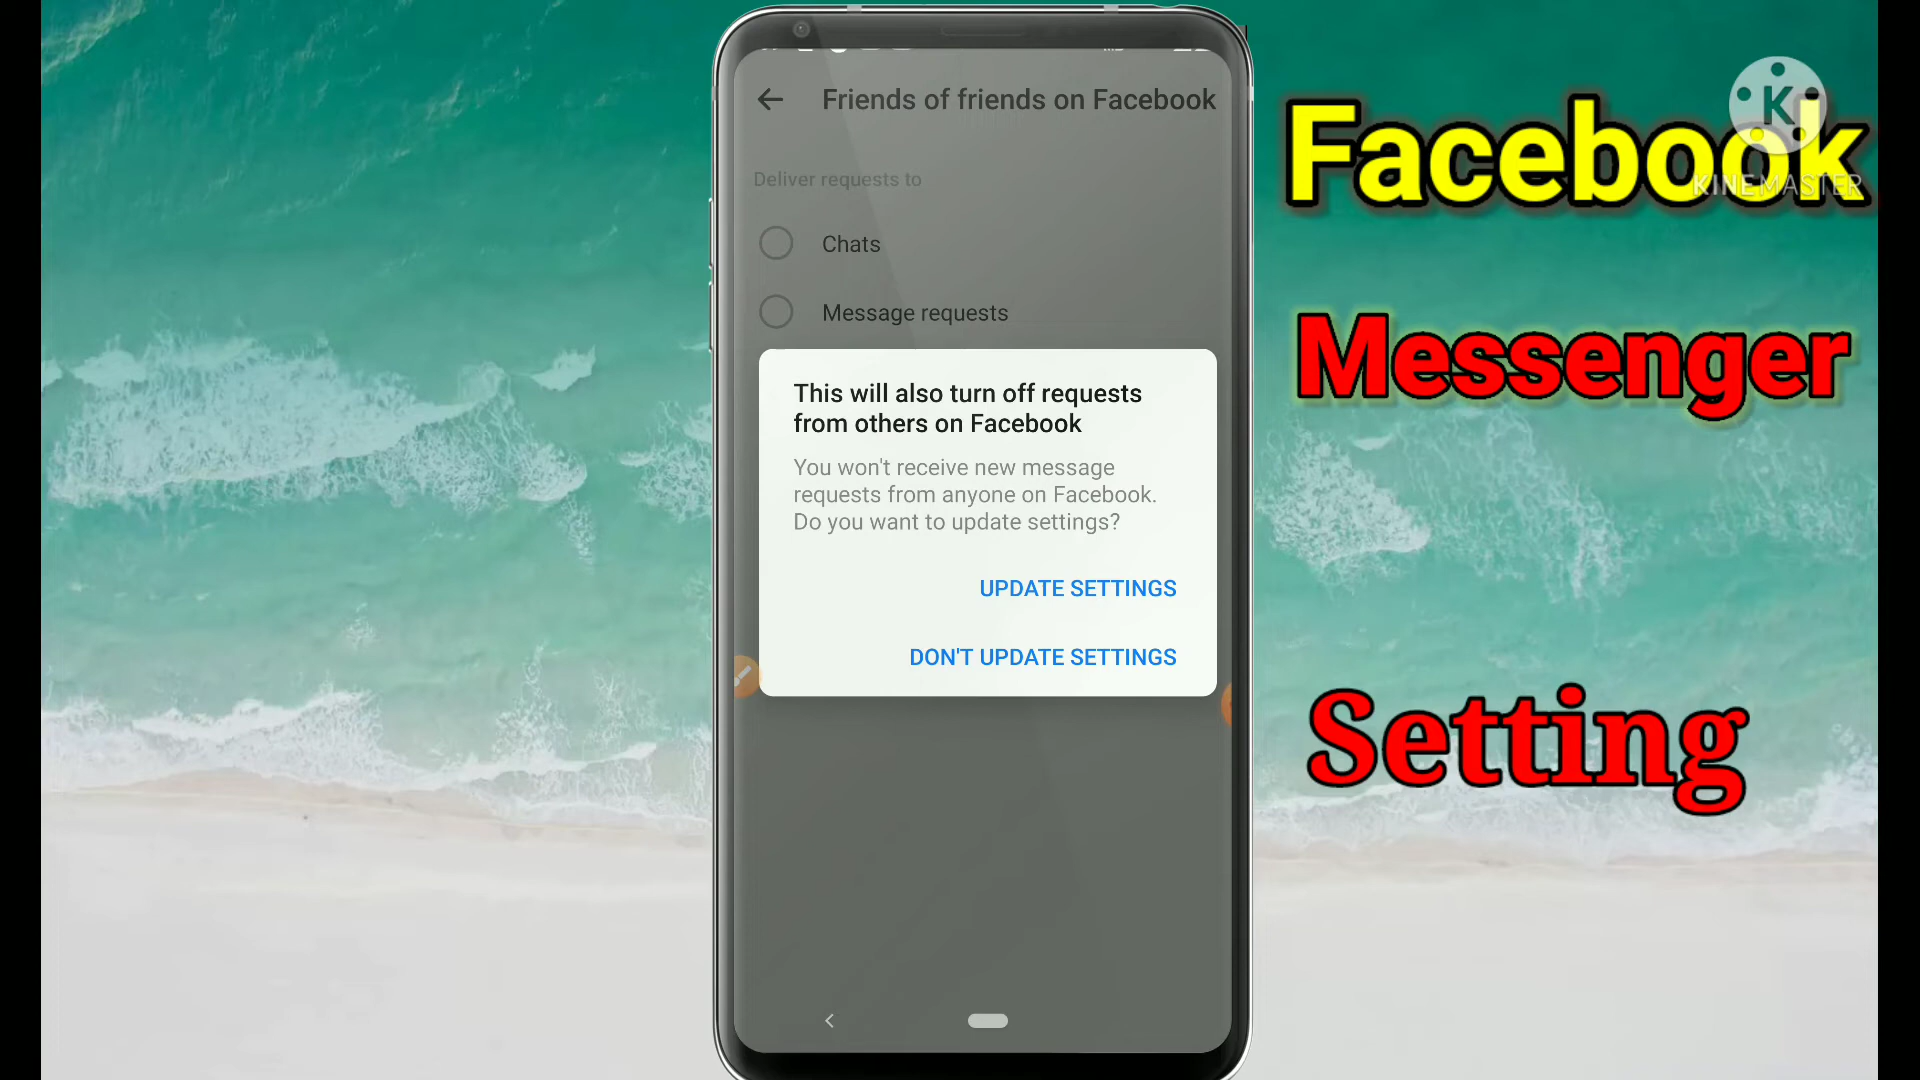 Friends of friends on Facebook
Deliver requests to
Chats
Message requests
This will also turn off requests
from others on Facebook
You won't receive new message
requests from anyone on Facebook.
Do you want to update settings?
UPDATE SETTINGS
DON'T UPDATE SETTINGS
Facebook
K
KINEMASTER
Messenger
Setting